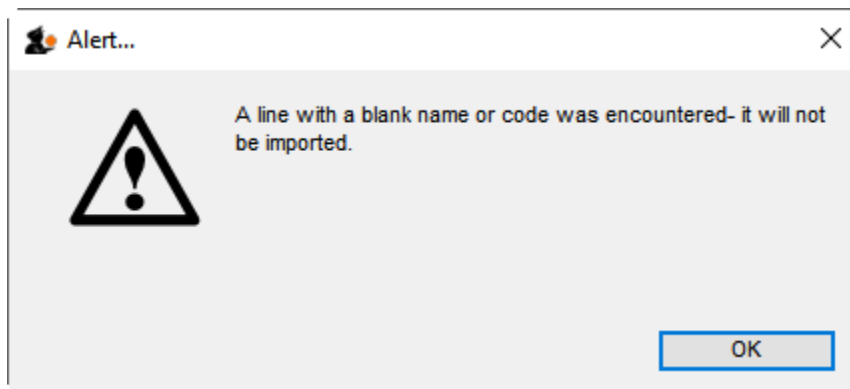 Alert...
A line with a blank name or code was encountered- it will not
be imported.
OK